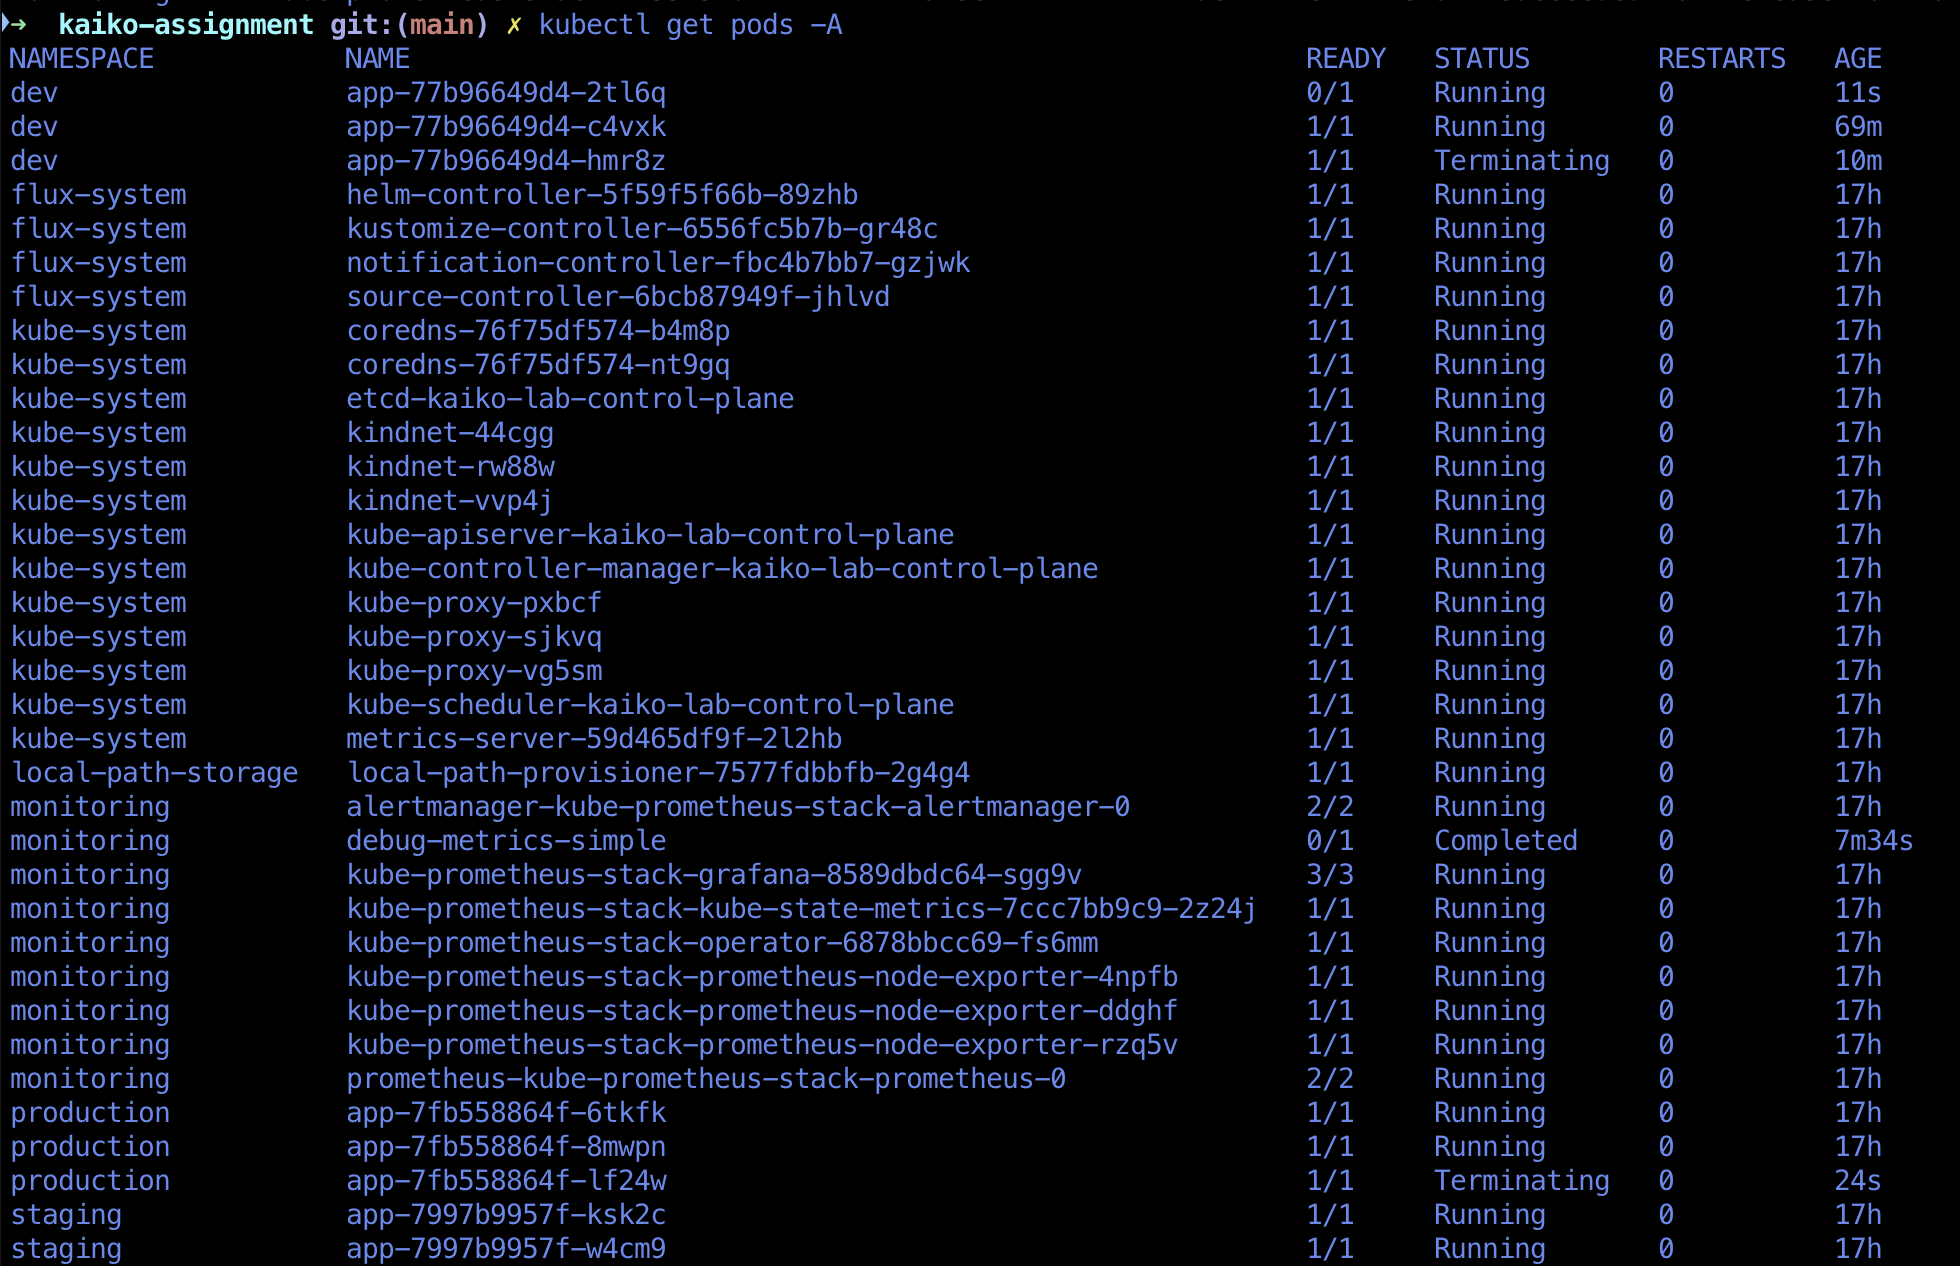 ➜  kaiko-assignment git:(main) ✗ kubectl get pods -A
NAMESPACE            NAME                                                        READY   STATUS        RESTARTS   AGE
dev                  app-77b96649d4-2tl6q                                        0/1     Running       0          11s
dev                  app-77b96649d4-c4vxk                                        1/1     Running       0          69m
dev                  app-77b96649d4-hmr8z                                        1/1     Terminating   0          10m
flux-system          helm-controller-5f59f5f66b-89zhb                            1/1     Running       0          17h
flux-system          kustomize-controller-6556fc5b7b-gr48c                       1/1     Running       0          17h
flux-system          notification-controller-fbc4b7bb7-gzjwk                     1/1     Running       0          17h
flux-system          source-controller-6bcb87949f-jhlvd                          1/1     Running       0          17h
kube-system          coredns-76f75df574-b4m8p                                    1/1     Running       0          17h
kube-system          coredns-76f75df574-nt9gq                                    1/1     Running       0          17h
kube-system          etcd-kaiko-lab-control-plane                                1/1     Running       0          17h
kube-system          kindnet-44cgg                                               1/1     Running       0          17h
kube-system          kindnet-rw88w                                               1/1     Running       0          17h
kube-system          kindnet-vvp4j                                               1/1     Running       0          17h
kube-system          kube-apiserver-kaiko-lab-control-plane                      1/1     Running       0          17h
kube-system          kube-controller-manager-kaiko-lab-control-plane             1/1     Running       0          17h
kube-system          kube-proxy-pxbcf                                            1/1     Running       0          17h
kube-system          kube-proxy-sjkvq                                            1/1     Running       0          17h
kube-system          kube-proxy-vg5sm                                            1/1     Running       0          17h
kube-system          kube-scheduler-kaiko-lab-control-plane                      1/1     Running       0          17h
kube-system          metrics-server-59d465df9f-2l2hb                             1/1     Running       0          17h
local-path-storage   local-path-provisioner-7577fdbbfb-2g4g4                     1/1     Running       0          17h
monitoring           alertmanager-kube-prometheus-stack-alertmanager-0           2/2     Running       0          17h
monitoring           debug-metrics-simple                                        0/1     Completed     0          7m34s
monitoring           kube-prometheus-stack-grafana-8589dbdc64-sgg9v              3/3     Running       0          17h
monitoring           kube-prometheus-stack-kube-state-metrics-7ccc7bb9c9-2z24j   1/1     Running       0          17h
monitoring           kube-prometheus-stack-operator-6878bbcc69-fs6mm             1/1     Running       0          17h
monitoring           kube-prometheus-stack-prometheus-node-exporter-4npfb        1/1     Running       0          17h
monitoring           kube-prometheus-stack-prometheus-node-exporter-ddghf        1/1     Running       0          17h
monitoring           kube-prometheus-stack-prometheus-node-exporter-rzq5v        1/1     Running       0          17h
monitoring           prometheus-kube-prometheus-stack-prometheus-0               2/2     Running       0          17h
production           app-7fb558864f-6tkfk                                        1/1     Running       0          17h
production           app-7fb558864f-8mwpn                                        1/1     Running       0          17h
production           app-7fb558864f-lf24w                                        1/1     Terminating   0          24s
staging              app-7997b9957f-ksk2c                                        1/1     Running       0          17h
staging              app-7997b9957f-w4cm9                                        1/1     Running       0          17h